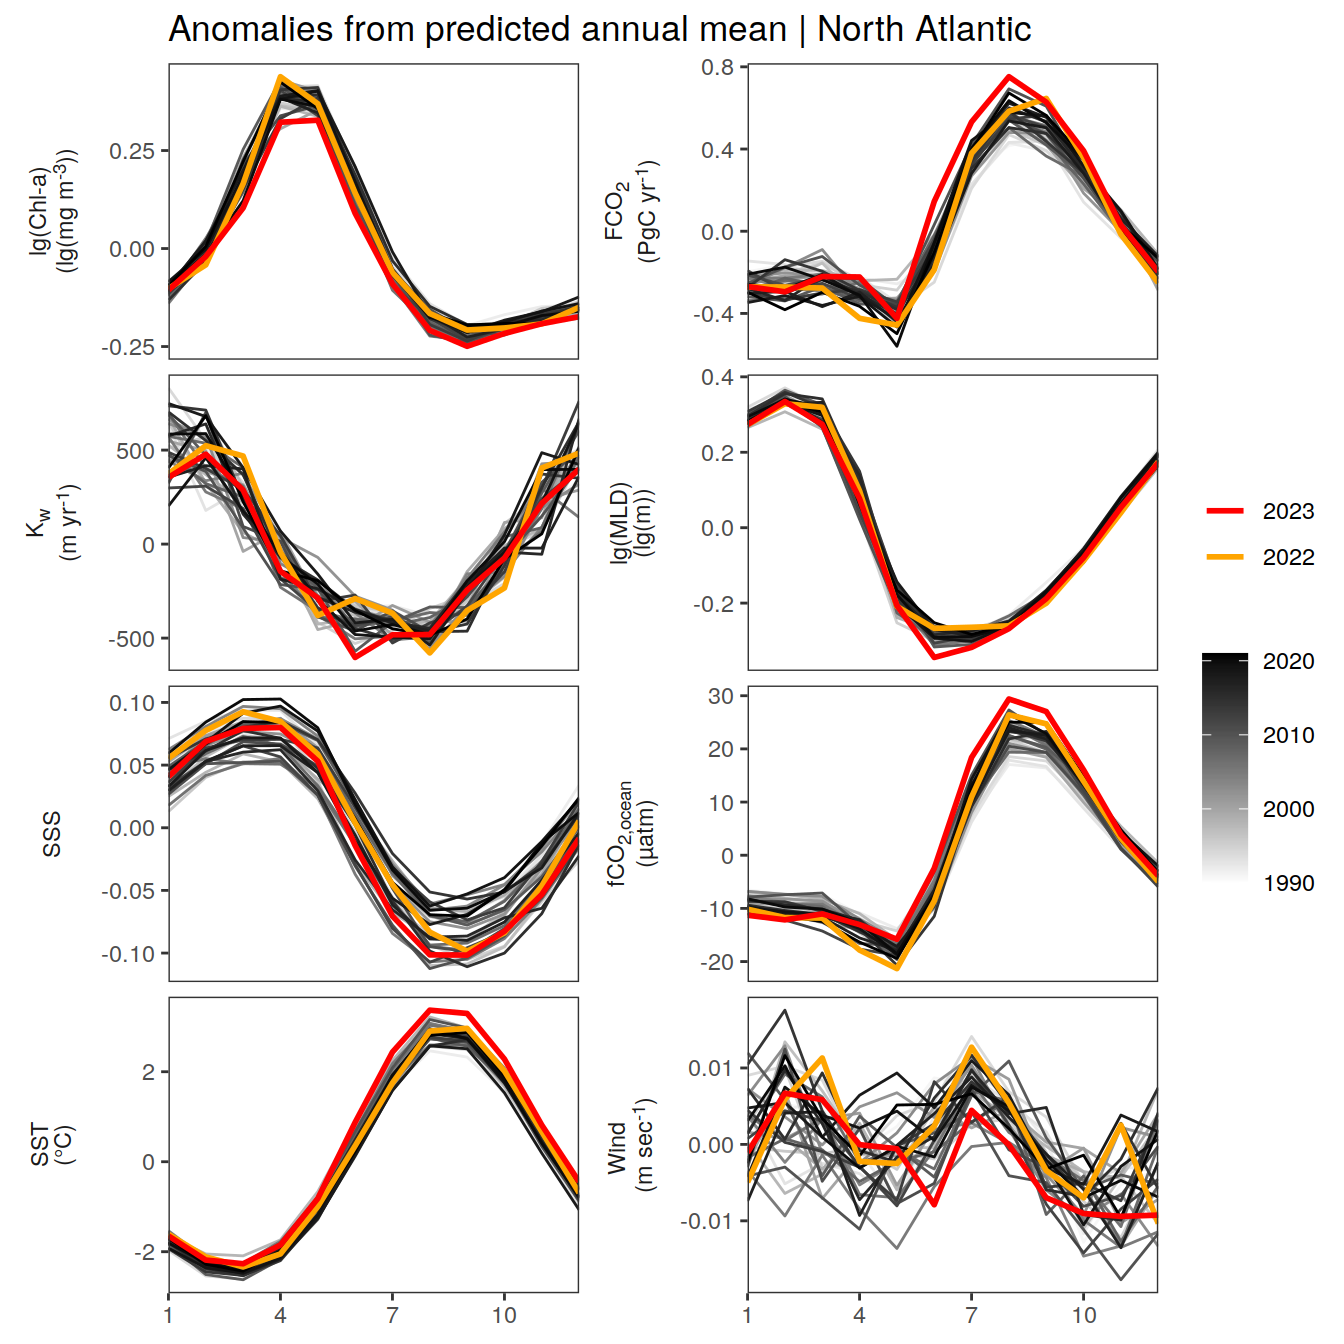 Anomalies from predicted annual mean | North Atlantic
lg(Chl-a)
(lg(mg m⁻³))
0.25
0.00
-0.25
FCO₂
(PgC yr⁻¹)
0.8
0.4
0.0
-0.4
K_w
(m yr⁻¹)
500
0
-500
lg(MLD)
(lg(m))
0.4
0.2
0.0
-0.2
SSS
0.10
0.05
0.00
-0.05
-0.10
fCO₂,ocean
(µatm)
30
20
10
0
-10
-20
SST
(°C)
2
0
-2
1 4 7 10
Wind
(m sec⁻¹)
0.01
0.00
-0.01
1 4 7 10
2023
2022
2020
2010
2000
1990